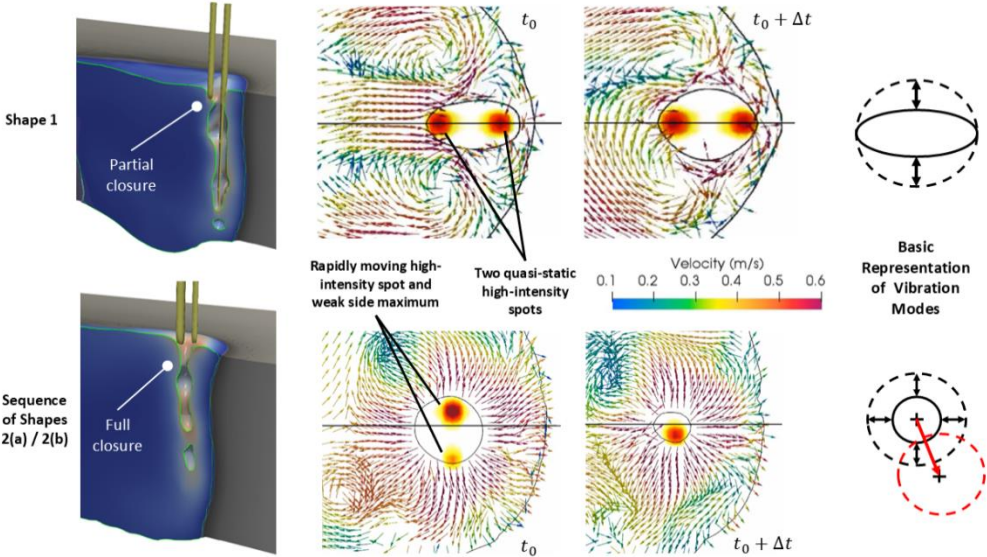 t₀
t₀ + Δt
Shape 1
Partial
closure
Rapidly moving high-
intensity spot and
weak side maximum
Two quasi-static
high-intensity
spots
Velocity (m/s)
0.1 0.2 0.3 0.4 0.5 0.6
Basic
Representation
of Vibration
Modes
Sequence
of Shapes
2(a) / 2(b)
Full
closure
t₀
t₀ + Δt